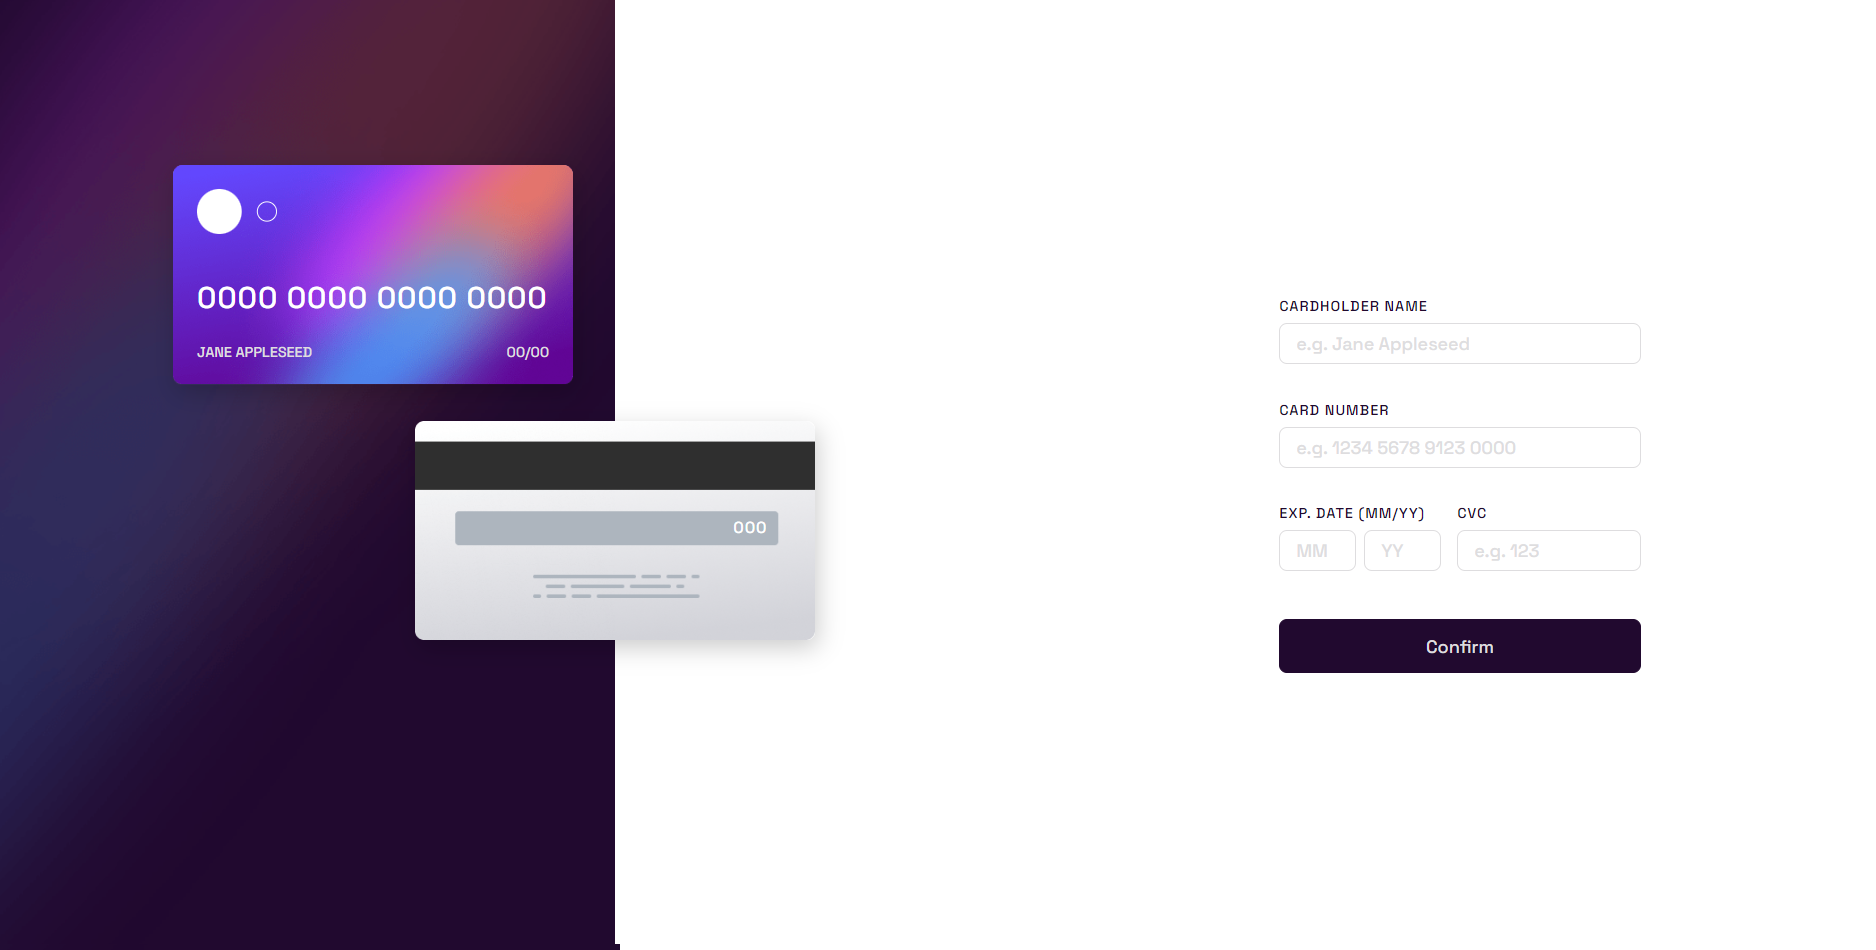 0000 0000 0000 0000
JANE APPLESEED 00/00
000
CARDHOLDER NAME
e.g. Jane Appleseed
CARD NUMBER
e.g. 1234 5678 9123 0000
EXP. DATE (MM/YY) CVC
MM YY e.g. 123
Confirm